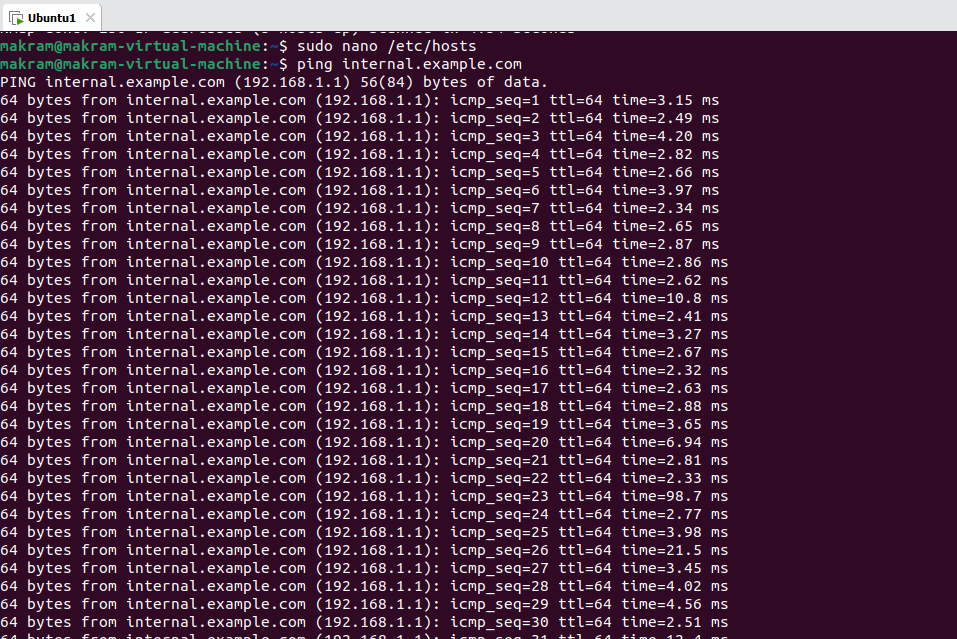 Ubuntu1
makram@makram-virtual-machine:~$ sudo nano /etc/hosts
makram@makram-virtual-machine:~$ ping internal.example.com
PING internal.example.com (192.168.1.1) 56(84) bytes of data.
64 bytes from internal.example.com (192.168.1.1): icmp_seq=1 ttl=64 time=3.15 ms
64 bytes from internal.example.com (192.168.1.1): icmp_seq=2 ttl=64 time=2.49 ms
64 bytes from internal.example.com (192.168.1.1): icmp_seq=3 ttl=64 time=4.20 ms
64 bytes from internal.example.com (192.168.1.1): icmp_seq=4 ttl=64 time=2.82 ms
64 bytes from internal.example.com (192.168.1.1): icmp_seq=5 ttl=64 time=2.66 ms
64 bytes from internal.example.com (192.168.1.1): icmp_seq=6 ttl=64 time=3.97 ms
64 bytes from internal.example.com (192.168.1.1): icmp_seq=7 ttl=64 time=2.34 ms
64 bytes from internal.example.com (192.168.1.1): icmp_seq=8 ttl=64 time=2.65 ms
64 bytes from internal.example.com (192.168.1.1): icmp_seq=9 ttl=64 time=2.87 ms
64 bytes from internal.example.com (192.168.1.1): icmp_seq=10 ttl=64 time=2.86 ms
64 bytes from internal.example.com (192.168.1.1): icmp_seq=11 ttl=64 time=2.62 ms
64 bytes from internal.example.com (192.168.1.1): icmp_seq=12 ttl=64 time=10.8 ms
64 bytes from internal.example.com (192.168.1.1): icmp_seq=13 ttl=64 time=2.41 ms
64 bytes from internal.example.com (192.168.1.1): icmp_seq=14 ttl=64 time=3.27 ms
64 bytes from internal.example.com (192.168.1.1): icmp_seq=15 ttl=64 time=2.67 ms
64 bytes from internal.example.com (192.168.1.1): icmp_seq=16 ttl=64 time=2.32 ms
64 bytes from internal.example.com (192.168.1.1): icmp_seq=17 ttl=64 time=2.63 ms
64 bytes from internal.example.com (192.168.1.1): icmp_seq=18 ttl=64 time=2.88 ms
64 bytes from internal.example.com (192.168.1.1): icmp_seq=19 ttl=64 time=3.65 ms
64 bytes from internal.example.com (192.168.1.1): icmp_seq=20 ttl=64 time=6.94 ms
64 bytes from internal.example.com (192.168.1.1): icmp_seq=21 ttl=64 time=2.81 ms
64 bytes from internal.example.com (192.168.1.1): icmp_seq=22 ttl=64 time=2.33 ms
64 bytes from internal.example.com (192.168.1.1): icmp_seq=23 ttl=64 time=98.7 ms
64 bytes from internal.example.com (192.168.1.1): icmp_seq=24 ttl=64 time=2.77 ms
64 bytes from internal.example.com (192.168.1.1): icmp_seq=25 ttl=64 time=3.98 ms
64 bytes from internal.example.com (192.168.1.1): icmp_seq=26 ttl=64 time=21.5 ms
64 bytes from internal.example.com (192.168.1.1): icmp_seq=27 ttl=64 time=3.45 ms
64 bytes from internal.example.com (192.168.1.1): icmp_seq=28 ttl=64 time=4.02 ms
64 bytes from internal.example.com (192.168.1.1): icmp_seq=29 ttl=64 time=4.56 ms
64 bytes from internal.example.com (192.168.1.1): icmp_seq=30 ttl=64 time=2.51 ms